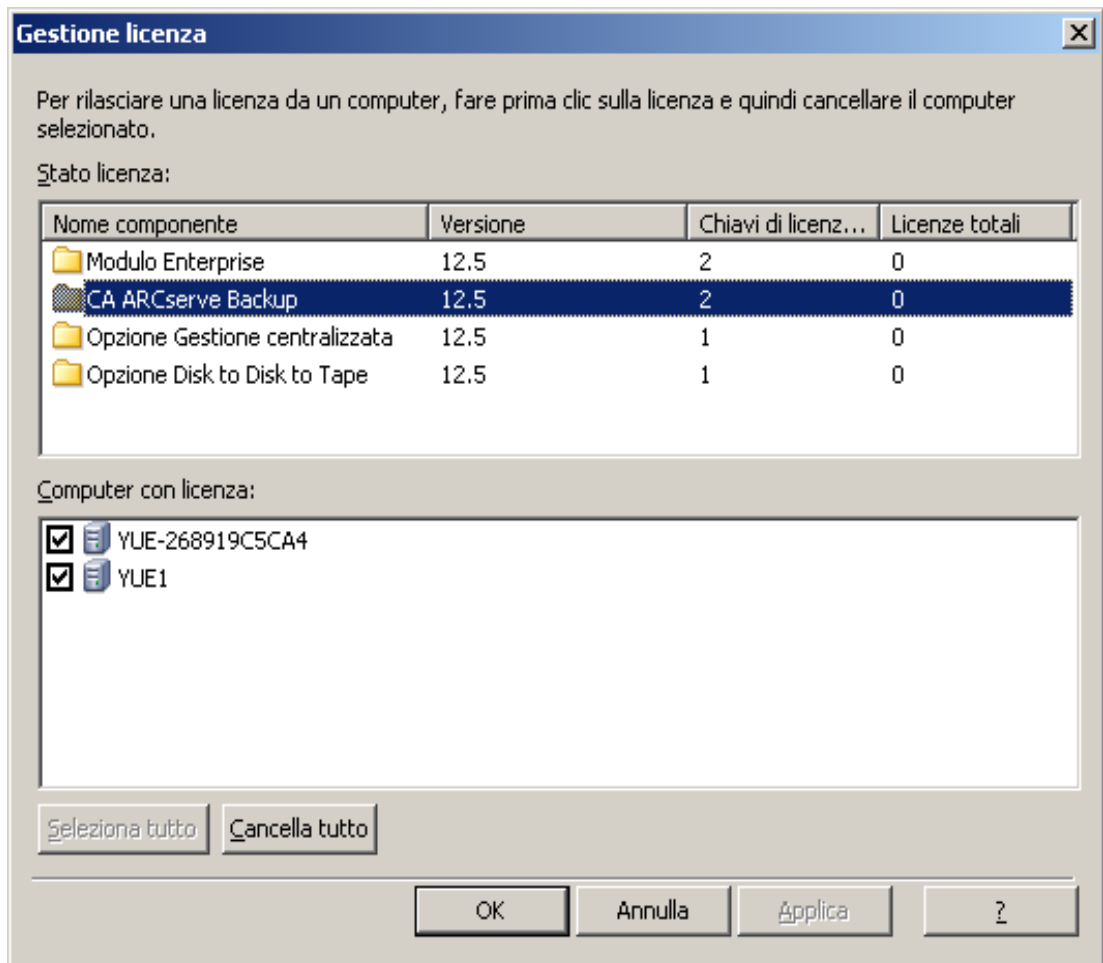 Gestione licenza
Per rilasciare una licenza da un computer, fare prima clic sulla licenza e quindi cancellare il computer
selezionato.
Stato licenza:
Nome componente Versione Chiavi di licenz... Licenze totali
Modulo Enterprise 12.5 2 0
CA ARCserve Backup 12.5 2 0
Opzione Gestione centralizzata 12.5 1 0
Opzione Disk to Disk to Tape 12.5 1 0
Computer con licenza:
YUE-268919C5CA4
YUE1
Seleziona tutto Cancella tutto
OK Annulla Applica ?